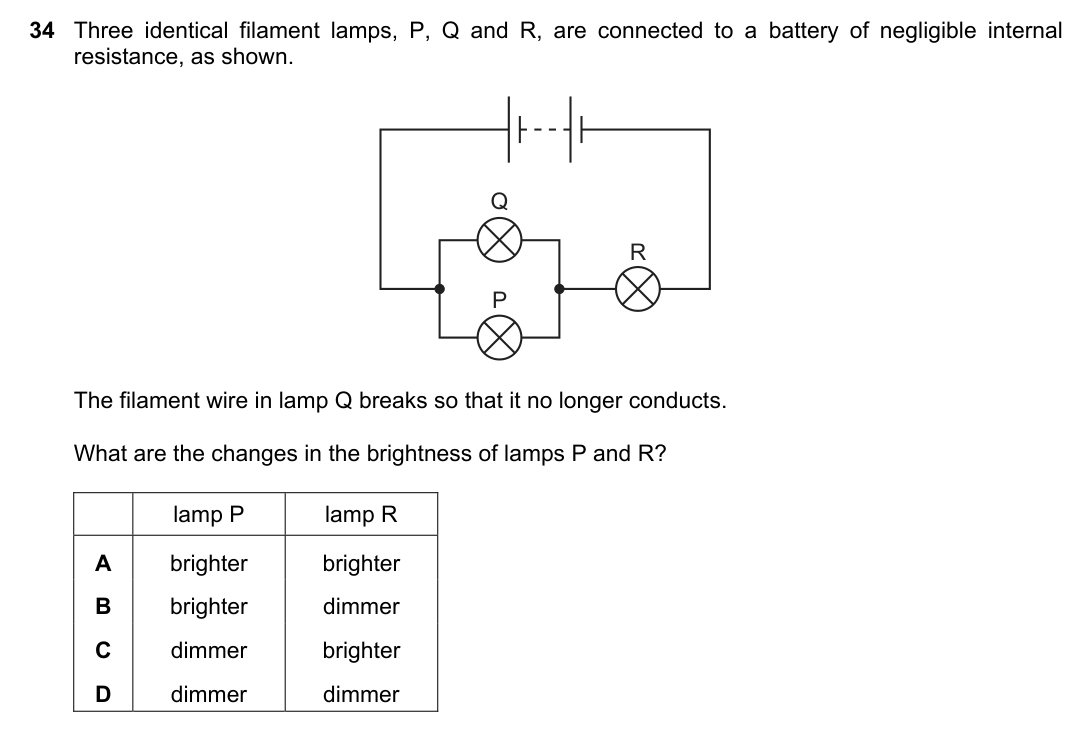 34 Three identical filament lamps, P, Q and R, are connected to a battery of negligible internal
resistance, as shown.
Q
R
P
The filament wire in lamp Q breaks so that it no longer conducts.
What are the changes in the brightness of lamps P and R?
lamp P lamp R
A brighter brighter
B brighter dimmer
C dimmer brighter
D dimmer dimmer